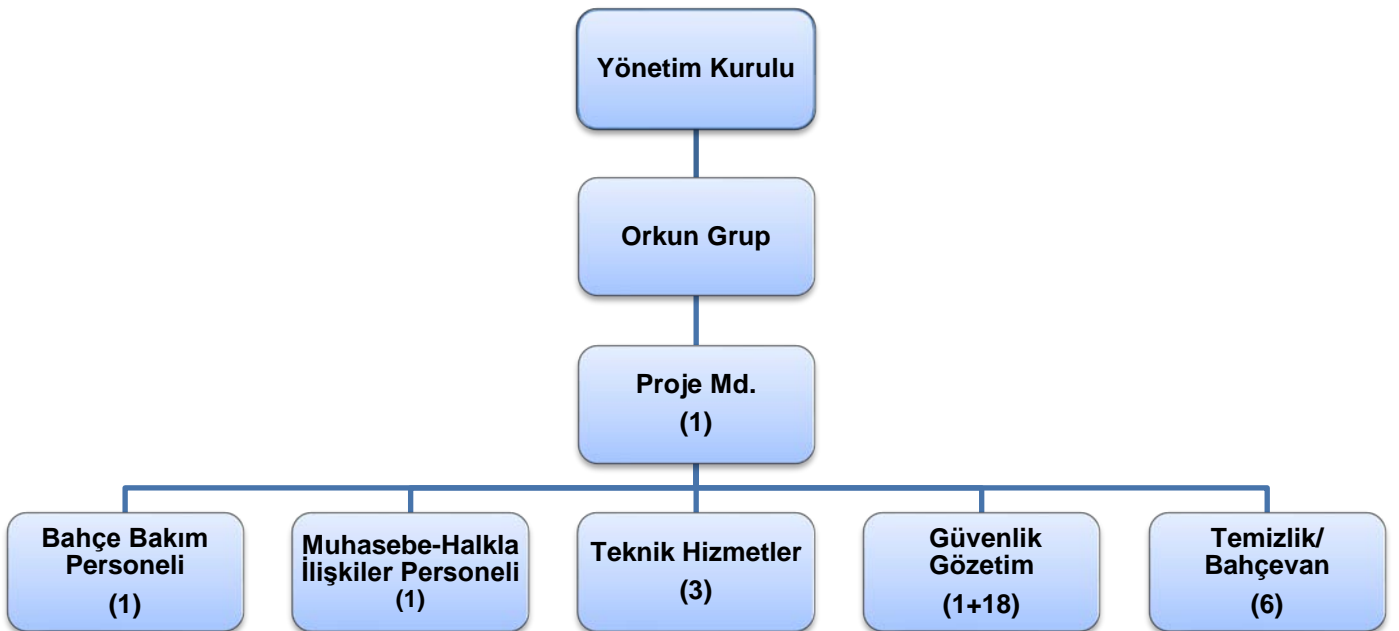 Yönetim Kurulu
Orkun Grup
Proje Md.
(1)
Bahçe Bakım
Personeli
(1)
Muhasebe-Halkla
İlişkiler Personeli
(1)
Teknik Hizmetler
(3)
Güvenlik
Gözetim
(1+18)
Temizlik/
Bahçevan
(6)